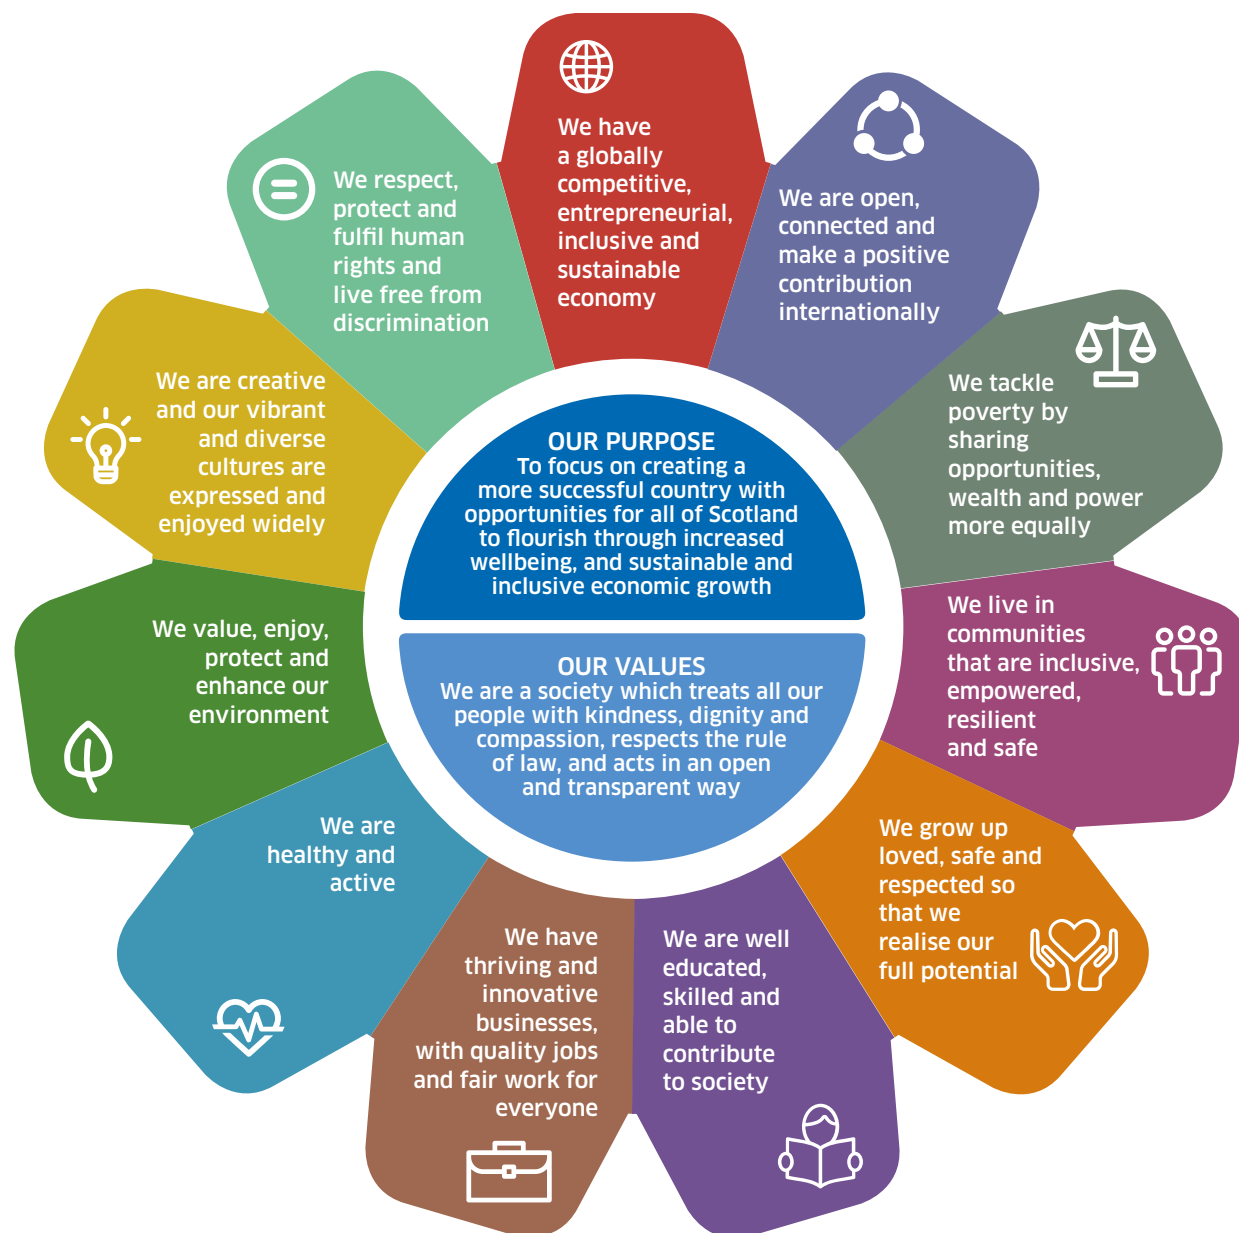 We have
a globally
competitive,
entrepreneurial,
inclusive and
sustainable
economy
We are open,
connected and
make a positive
contribution
internationally
We tackle
poverty by
sharing
opportunities,
wealth and power
more equally
We live in
communities
that are inclusive,
empowered,
resilient
and safe
We grow up
loved, safe and
respected so
that we
realise our
full potential
We are well
educated,
skilled and
able to
contribute
to society
We have
thriving and
innovative
businesses,
with quality jobs
and fair work for
everyone
We are
healthy and
active
We value, enjoy,
protect and
enhance our
environment
We are creative
and our vibrant
and diverse
cultures are
expressed and
enjoyed widely
We respect,
protect and
fulfil human
rights and
live free from
discrimination
OUR PURPOSE
To focus on creating a
more successful country with
opportunities for all of Scotland
to flourish through increased
wellbeing, and sustainable and
inclusive economic growth
OUR VALUES
We are a society which treats all our
people with kindness, dignity and
compassion, respects the rule
of law, and acts in an open
and transparent way